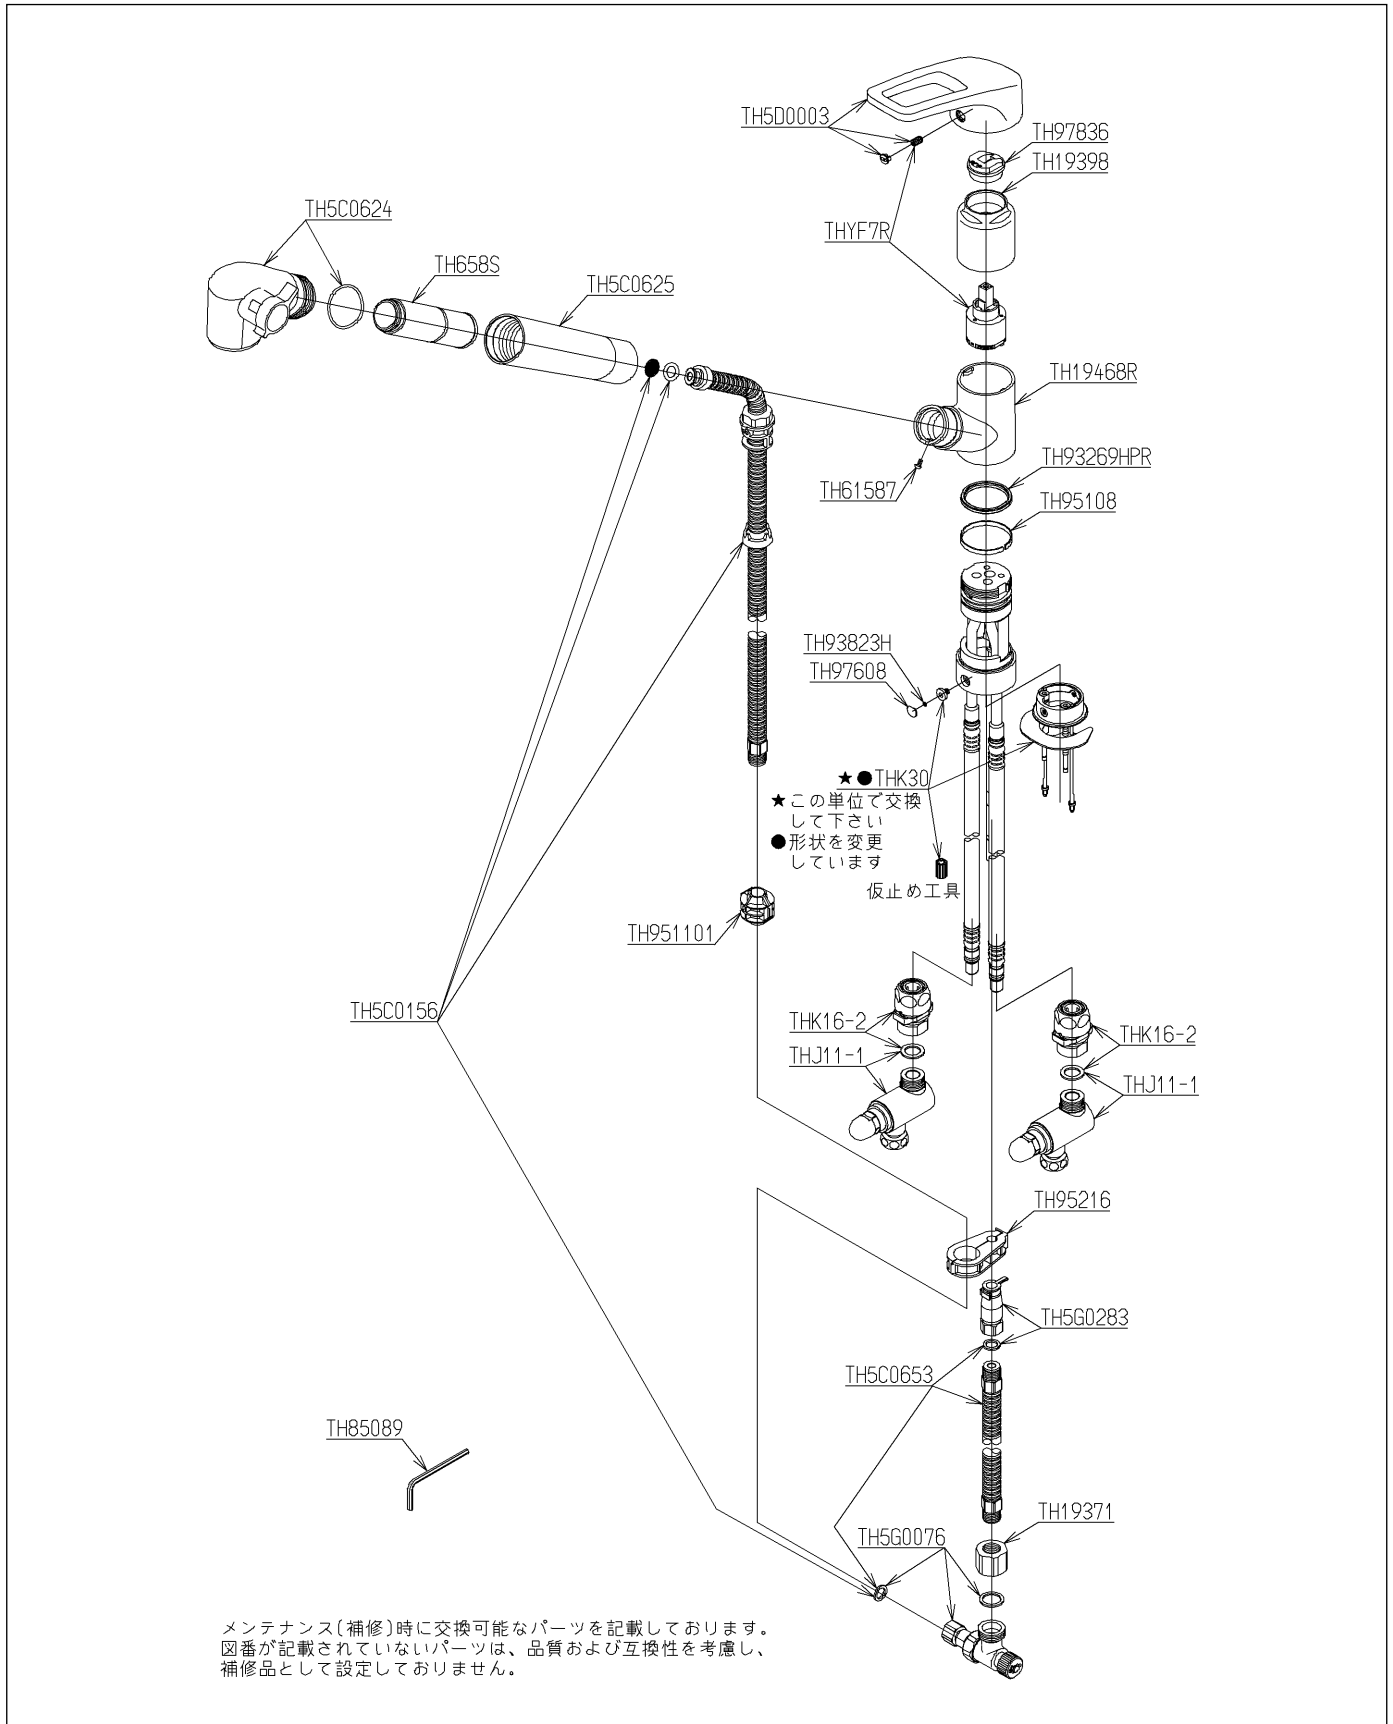 TH5D0003
TH97836
TH19398
TH5C0624
THYF7R
TH658S
TH5C0625
TH19468R
TH93269HPR
TH61587
TH95108
TH93823H
TH97608
★●THK30
★この単位で交換
して下さい
●形状を変更
しています
仮止め工具
TH951101
TH5C0156
THK16-2
THK16-2
THJ11-1
THJ11-1
TH95216
TH5G0283
TH5C0653
TH85089
TH19371
TH5G0076
メンテナンス(補修)時に交換可能なパーツを記載しております。
図番が記載されていないパーツは、品質および互換性を考慮し、
補修品として設定しておりません。